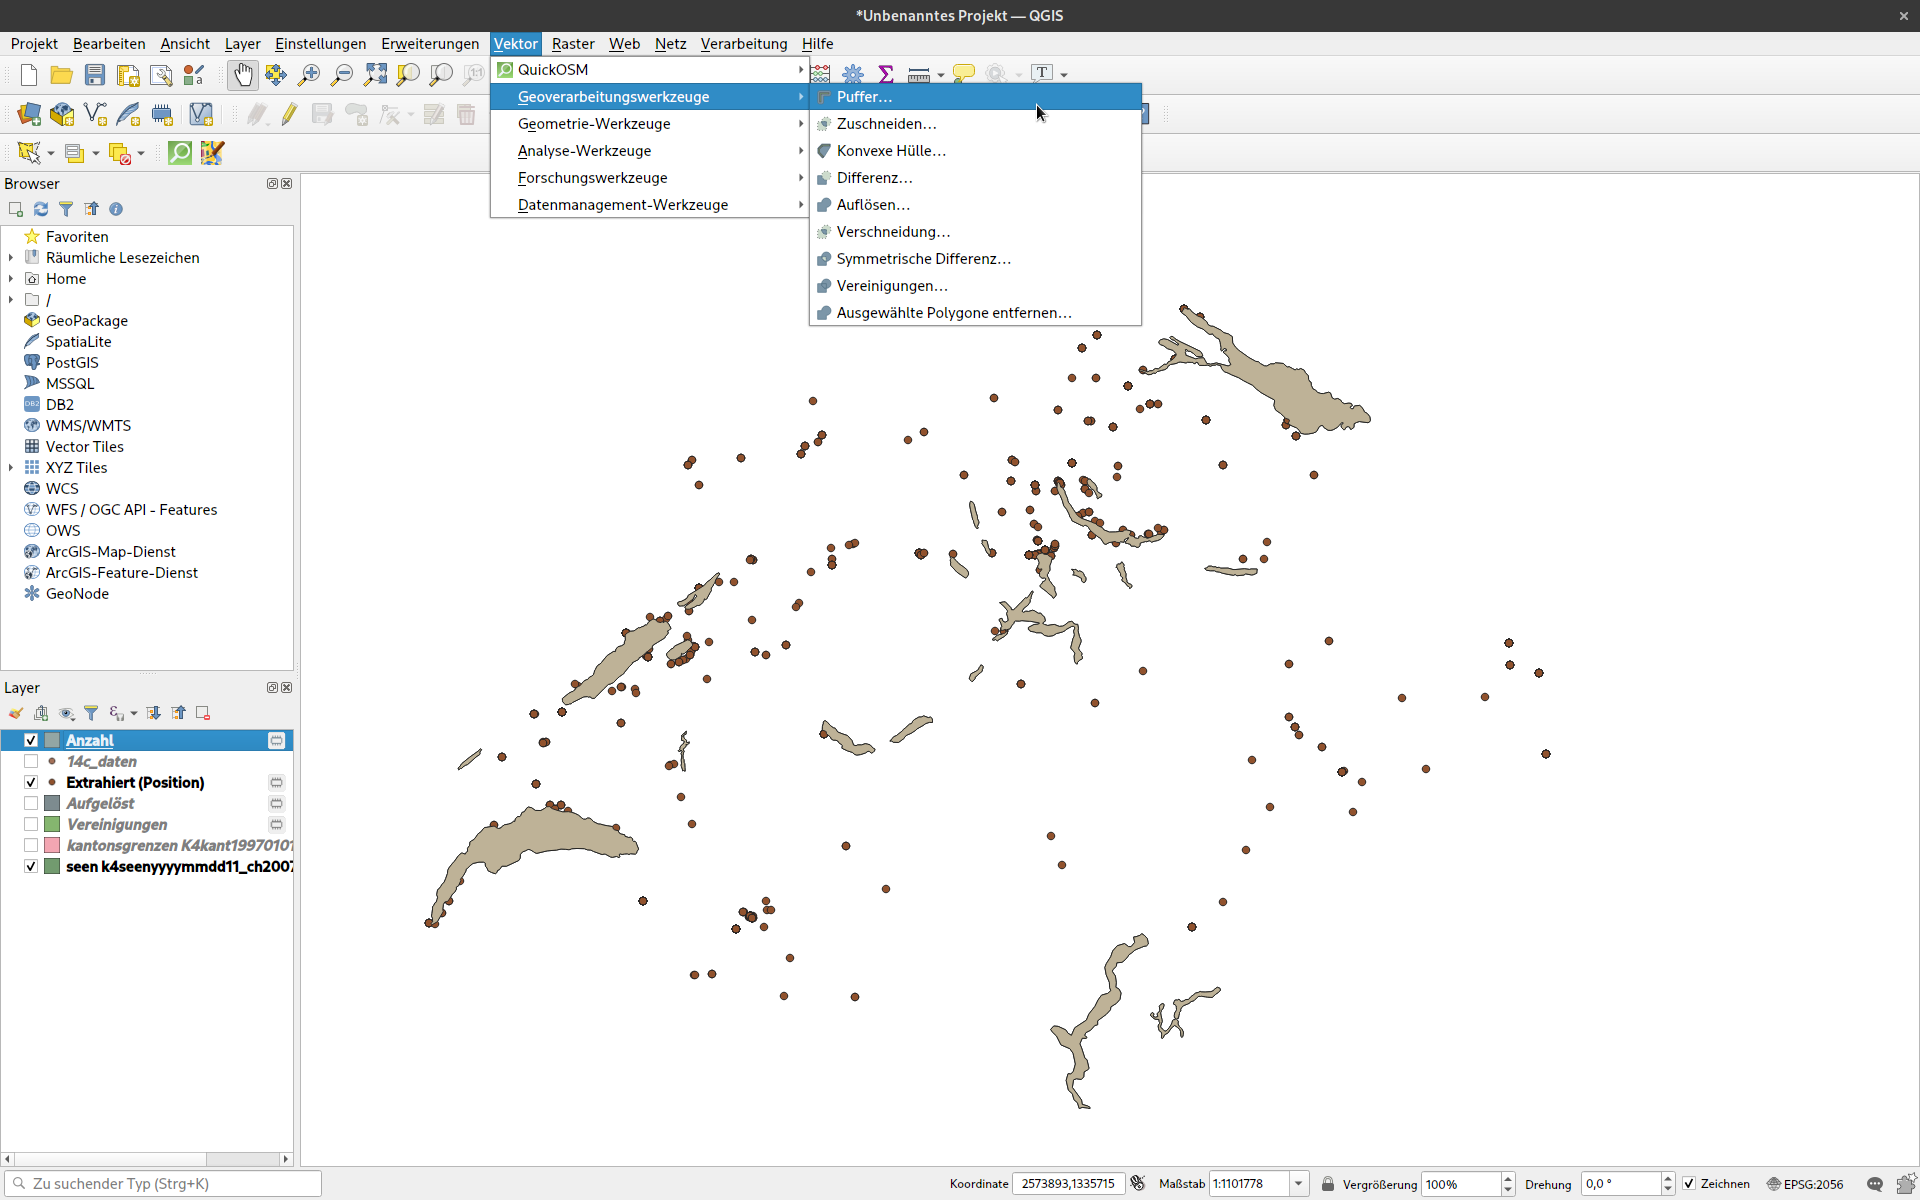 *Unbenanntes Projekt — QGIS
Projekt Bearbeiten Ansicht Layer Einstellungen Erweiterungen Vektor Raster Web Netz Verarbeitung Hilfe
QuickOSM
Geoverarbeitungswerkzeuge
Geometrie-Werkzeuge
Analyse-Werkzeuge
Forschungswerkzeuge
Datenmanagement-Werkzeuge
Puffer…
Zuschneiden…
Konvexe Hülle…
Differenz…
Auflösen…
Verschneidung…
Symmetrische Differenz…
Vereinigungen…
Ausgewählte Polygone entfernen…
Browser
Favoriten
Räumliche Lesezeichen
Home
/
GeoPackage
SpatiaLite
PostGIS
MSSQL
DB2
WMS/WMTS
Vector Tiles
XYZ Tiles
WCS
WFS / OGC API - Features
OWS
ArcGIS-Map-Dienst
ArcGIS-Feature-Dienst
GeoNode
Layer
Anzahl
14c_daten
Extrahiert (Position)
Aufgelöst
Vereinigungen
kantonsgrenzen K4kant19970101
seen k4seenyyyymmdd11_ch2007
Zu suchender Typ (Strg+K)
Koordinate 2573893,1335715 Maßstab 1:1101778 Vergrößerung 100% Drehung 0,0 ° Zeichnen EPSG:2056